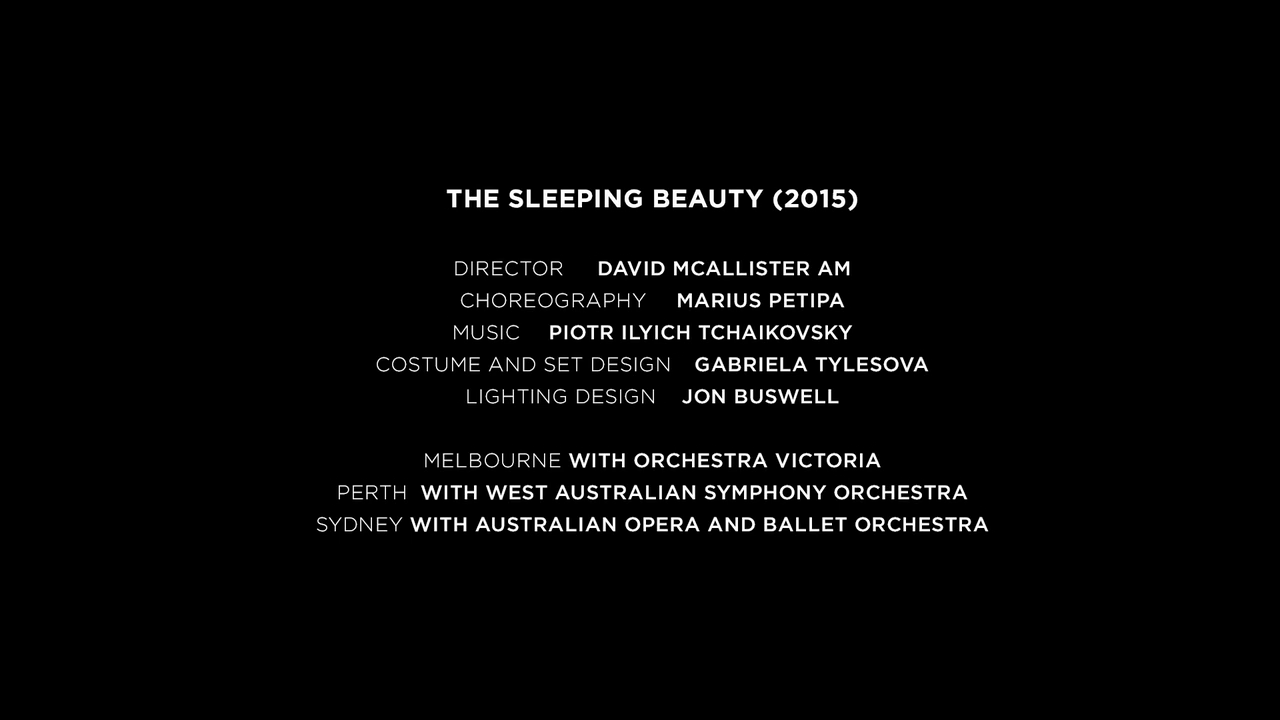 THE SLEEPING BEAUTY (2015)
DIRECTOR DAVID MCALLISTER AM
CHOREOGRAPHY MARIUS PETIPA
MUSIC PIOTR ILYICH TCHAIKOVSKY
COSTUME AND SET DESIGN GABRIELA TYLESOVA
LIGHTING DESIGN JON BUSWELL
MELBOURNE WITH ORCHESTRA VICTORIA
PERTH WITH WEST AUSTRALIAN SYMPHONY ORCHESTRA
SYDNEY WITH AUSTRALIAN OPERA AND BALLET ORCHESTRA